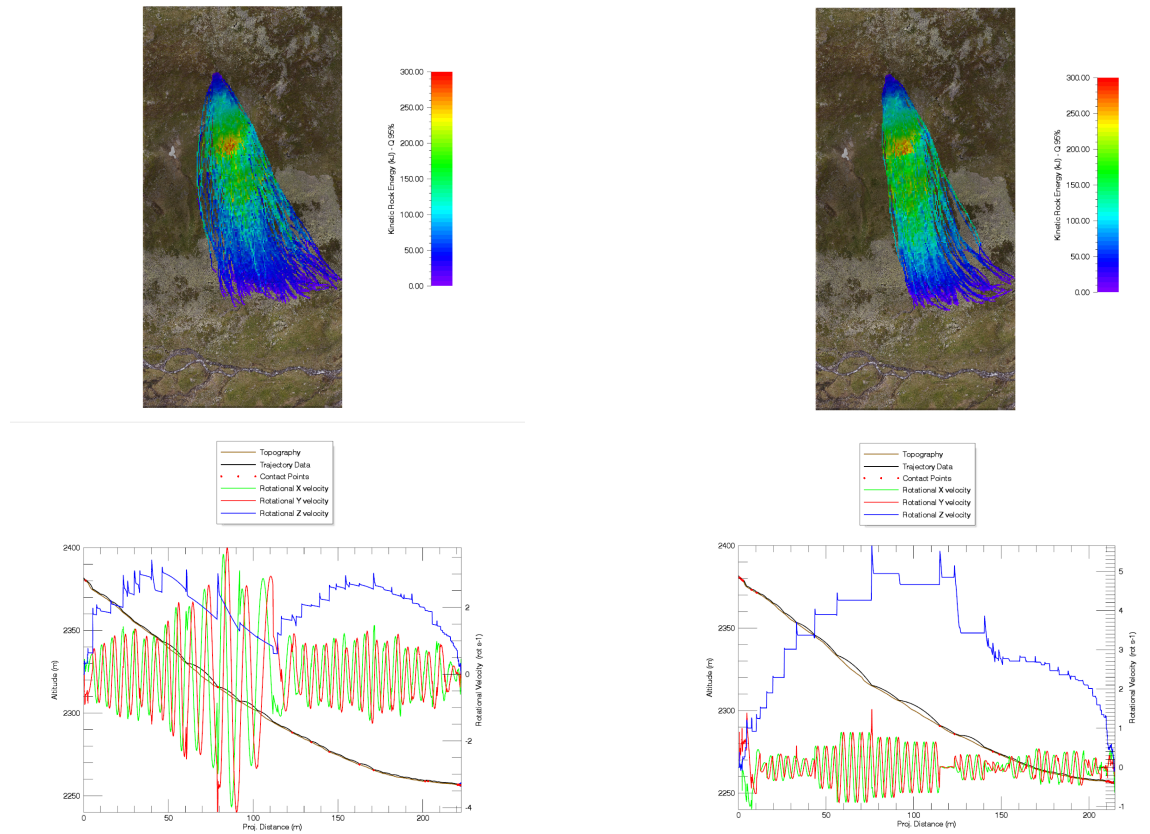 300.00
250.00
200.00
150.00
100.00
50.00
0.00
Kinetic Rock Energy (kJ) - Q 95%
300.00
250.00
200.00
150.00
100.00
50.00
0.00
Kinetic Rock Energy (kJ) - Q 95%
Topography
Trajectory Data
Contact Points
Rotational X velocity
Rotational Y velocity
Rotational Z velocity
2400
2350
2300
2250
Altitude (m)
0
50
100
150
200
Proj. Distance (m)
2
0
-2
-4
Rotational Velocity (rot s-1)
Topography
Trajectory Data
Contact Points
Rotational X velocity
Rotational Y velocity
Rotational Z velocity
2400
2350
2300
2250
Altitude (m)
0
50
100
150
200
Proj. Distance (m)
5
4
3
2
1
0
-1
Rotational Velocity (rot s-1)